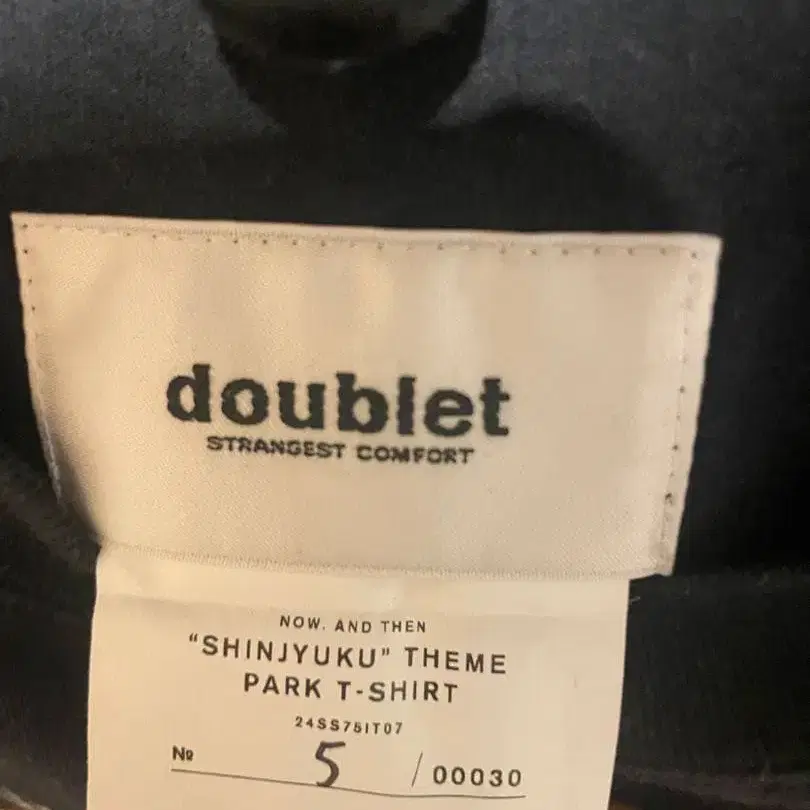 doublet
STRANGEST COMFORT
NOW. AND THEN
"SHINJYUKU" THEME
PARK T-SHIRT
24SS75IT07
№ 5 / 00030